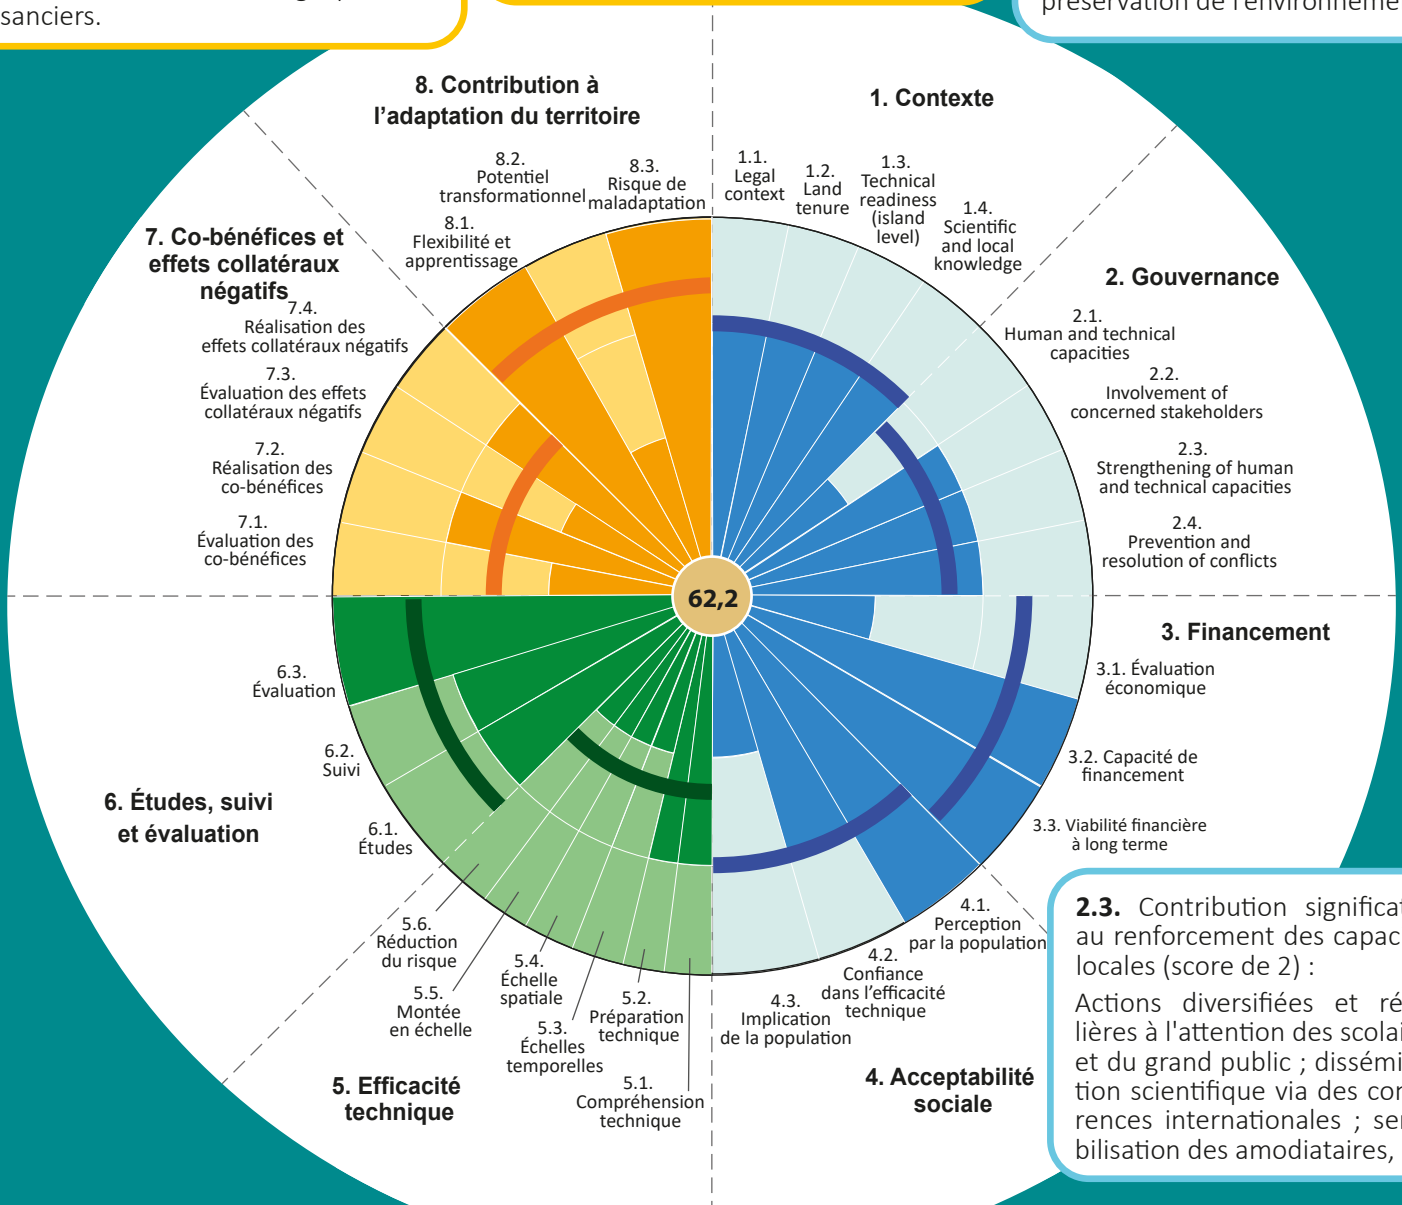 sanciers.
préservation de l'environneme
8. Contribution à
l’adaptation du territoire
1. Contexte
8.2.
Potentiel
transformationnel
8.3.
Risque de
maladaptation
8.1.
Flexibilité et
apprentissage
1.1.
Legal
context
1.2.
Land
tenure
1.3.
Technical
readiness
(island
level)
1.4.
Scientific
and local
knowledge
7. Co-bénéfices et
effets collatéraux
négatifs
7.4.
Réalisation des
effets collatéraux négatifs
7.3.
Évaluation des effets
collatéraux négatifs
7.2.
Réalisation des
co-bénéfices
7.1.
Évaluation des
co-bénéfices
2. Gouvernance
2.1.
Human and technical
capacities
2.2.
Involvement of
concerned stakeholders
2.3.
Strengthening of human
and technical capacities
2.4.
Prevention and
resolution of conflicts
62,2
3. Financement
3.1. Évaluation
économique
3.2. Capacité de
financement
3.3. Viabilité financière
à long terme
6.3.
Évaluation
6.2.
Suivi
6.1.
Études
6. Études, suivi
et évaluation
4.1.
Perception
par la population
4.2.
Confiance
dans l’efficacité
technique
4.3.
Implication
de la population
4. Acceptabilité
sociale
5.6.
Réduction
du risque
5.5.
Montée
en échelle
5.4.
Échelle
spatiale
5.3.
Échelles
temporelles
5.2.
Préparation
technique
5.1.
Compréhension
technique
5. Efficacité
technique
2.3. Contribution significat
au renforcement des capac
locales (score de 2) :
Actions diversifiées et ré
lières à l'attention des scolai
et du grand public ; dissémi
tion scientifique via des con
rences internationales ; se
bilisation des amodiataires,